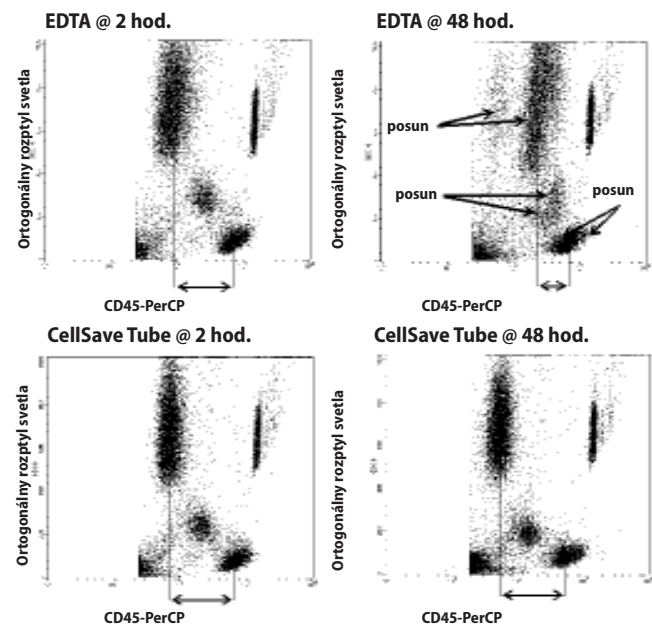 EDTA @ 2 hod.
Ortogonálny rozptyl svetla
CD45-PerCP
EDTA @ 48 hod.
Ortogonálny rozptyl svetla
posun
posun
posun
CD45-PerCP
CellSave Tube @ 2 hod.
Ortogonálny rozptyl svetla
CD45-PerCP
CellSave Tube @ 48 hod.
Ortogonálny rozptyl svetla
CD45-PerCP